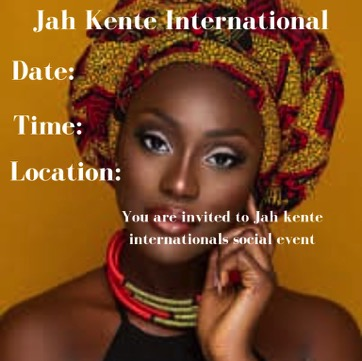 Jah Kente International
Date:
Time:
Location:
You are invited to Jah kente
internationals social event